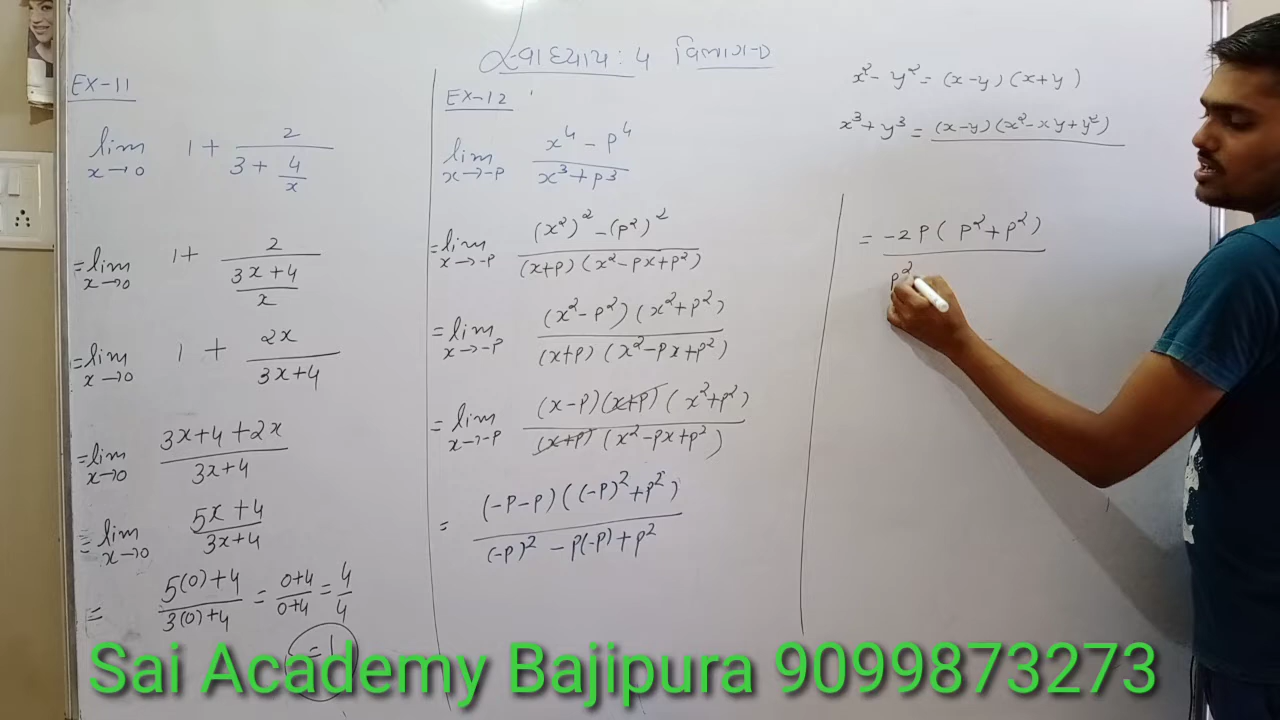 સ્વાધ્યાય : 4 વિભાગ-D
EX-11
lim x→0 1 + 2/(3 + 4/x)
= lim x→0 1 + 2/((3x+4)/x)
= lim x→0 1 + 2x/(3x+4)
= lim x→0 (3x+4+2x)/(3x+4)
= lim x→0 (5x+4)/(3x+4)
= (5(0)+4)/(3(0)+4) = (0+4)/(0+4) = 4/4
= 1
EX-12
lim x→-p (x⁴ - p⁴)/(x³+p³)
= lim x→-p ((x²)² - (p²)²)/((x+p)(x²-px+p²))
= lim x→-p ((x²-p²)(x²+p²))/((x+p)(x²-px+p²))
= lim x→-p ((x-p)(x+p)(x²+p²))/((x+p)(x²-px+p²))
= ((-p-p)((-p)²+p²))/((-p)² - p(-p)+p²)
x² - y² = (x-y)(x+y)
x³+y³ = (x-y)(x²-xy+y²)
= -2p(p²+p²)
p²
Sai Academy Bajipura 9099873273